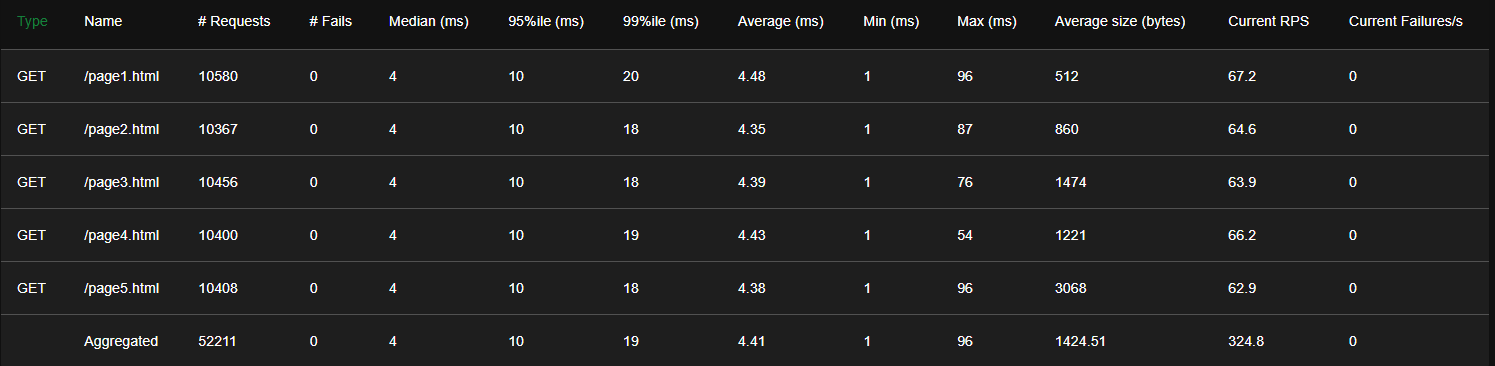 Type Name # Requests # Fails Median (ms) 95%ile (ms) 99%ile (ms) Average (ms) Min (ms) Max (ms) Average size (bytes) Current RPS Current Failures/s
GET /page1.html 10580 0 4 10 20 4.48 1 96 512 67.2 0
GET /page2.html 10367 0 4 10 18 4.35 1 87 860 64.6 0
GET /page3.html 10456 0 4 10 18 4.39 1 76 1474 63.9 0
GET /page4.html 10400 0 4 10 19 4.43 1 54 1221 66.2 0
GET /page5.html 10408 0 4 10 18 4.38 1 96 3068 62.9 0
Aggregated 52211 0 4 10 19 4.41 1 96 1424.51 324.8 0